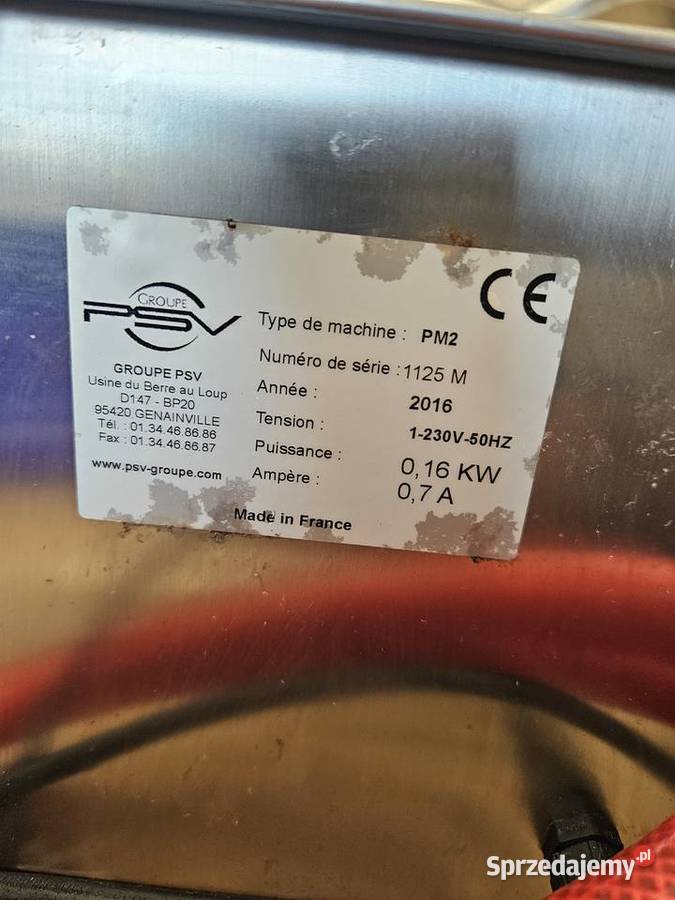 CE
GROUPE
PSV
GROUPE PSV
Usine du Berre au Loup
D147 - BP20
95420 GENAINVILLE
Tél. : 01.34.46.86.86
Fax : 01.34.46.86.87
www.psv-groupe.com
Type de machine : PM2
Numéro de série : 1125 M
Année : 2016
Tension : 1-230V-50HZ
Puissance : 0,16 KW
Ampère : 0,7 A
Made in France
Sprzedajemy.pl